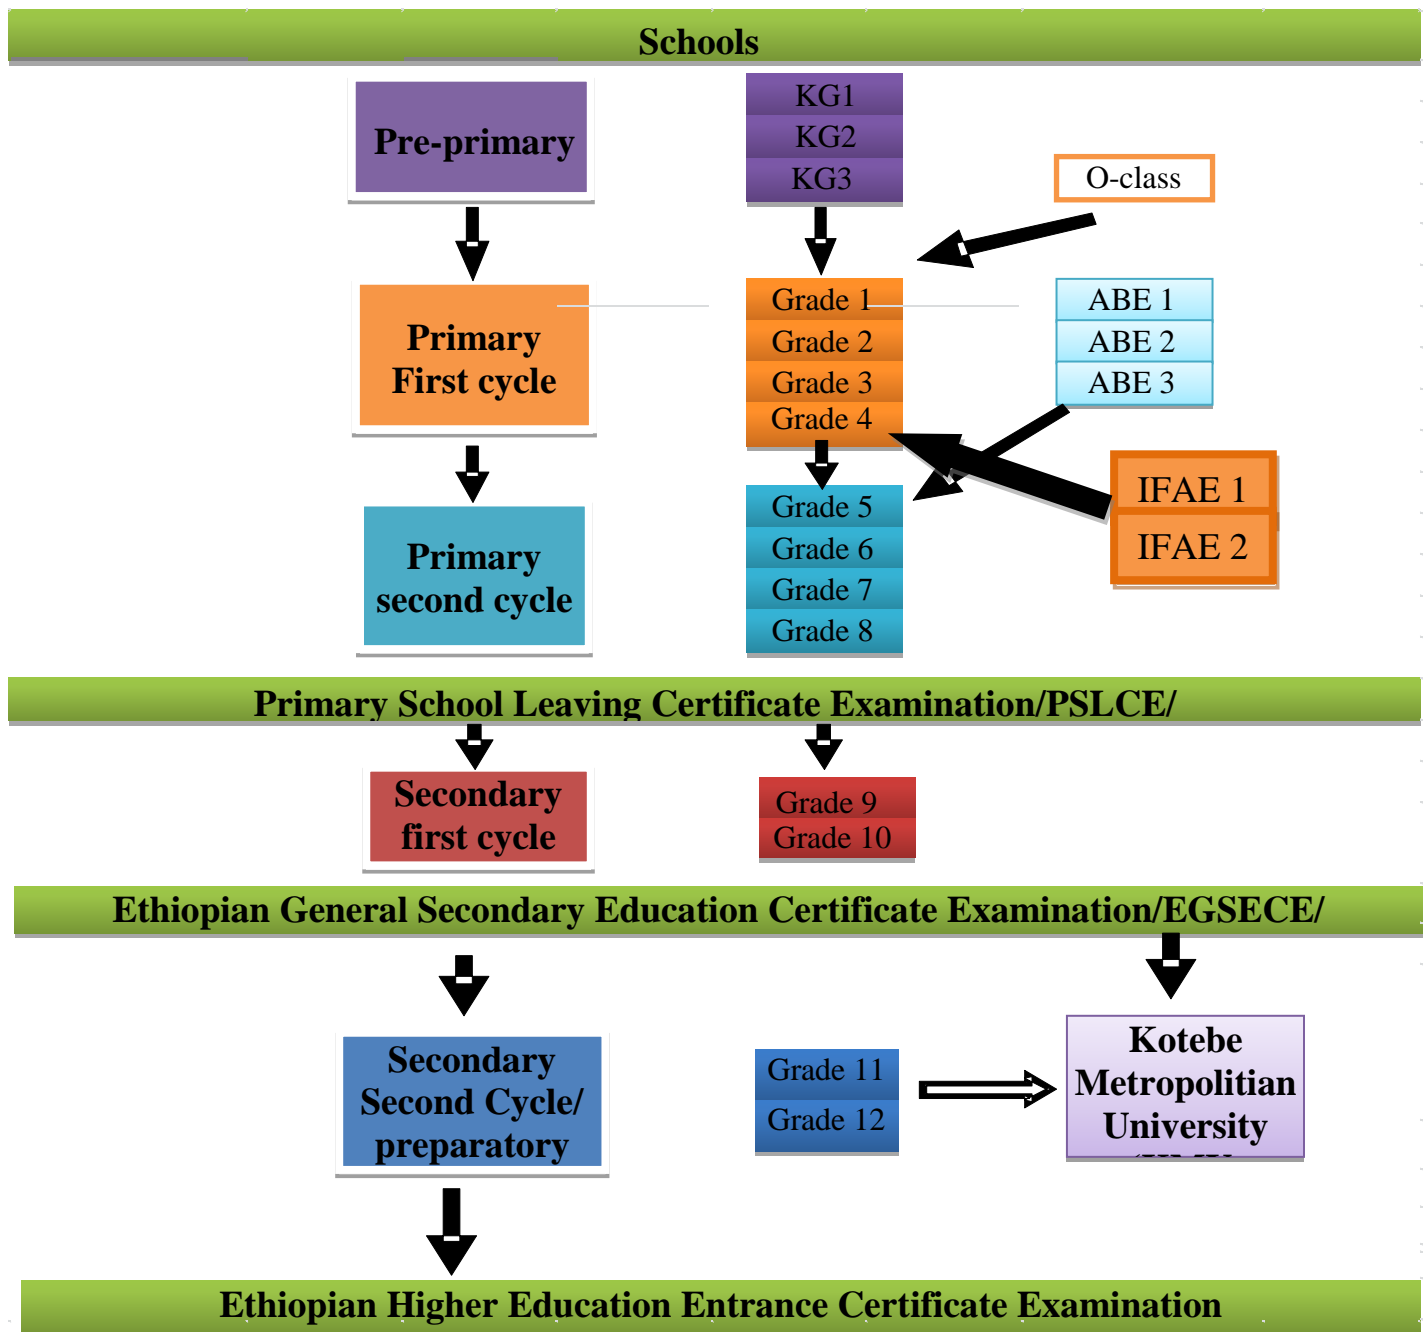 Schools
Pre-primary
KG1
KG2
KG3
O-class
Primary
First cycle
Grade 1
Grade 2
Grade 3
Grade 4
ABE 1
ABE 2
ABE 3
IFAE 1
IFAE 2
Primary
second cycle
Grade 5
Grade 6
Grade 7
Grade 8
Primary School Leaving Certificate Examination/PSLCE/
Secondary
first cycle
Grade 9
Grade 10
Ethiopian General Secondary Education Certificate Examination/EGSECE/
Secondary
Second Cycle/
preparatory
Grade 11
Grade 12
Kotebe
Metropolitian
University
Ethiopian Higher Education Entrance Certificate Examination